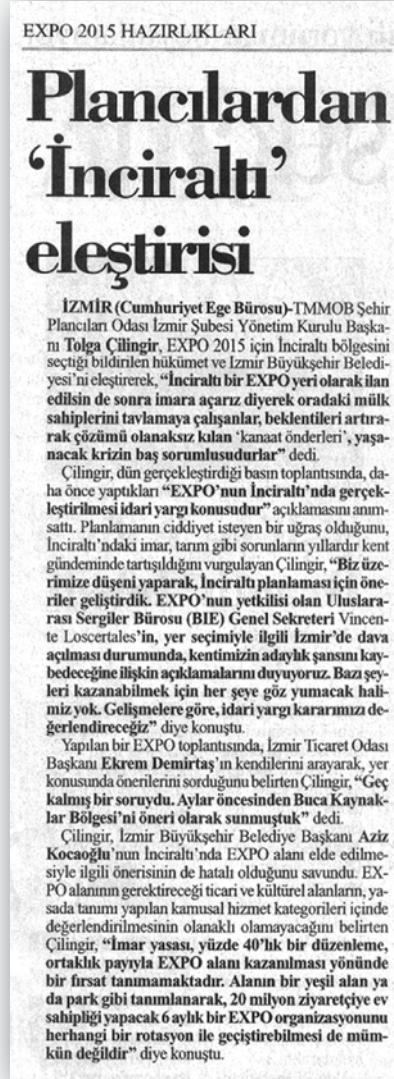 EXPO 2015 HAZIRLIKLARI
Plancılardan
‘İnciraltı’
eleştirisi
İZMİR (Cumhuriyet Ege Bürosu)-TMMOB Şehir
Plancıları Odası İzmir Şubesi Yönetim Kurulu Başka-
nı Tolga Çilingir, EXPO 2015 için İnciraltı bölgesini
seçtiği bildirilen hükümet ve İzmir Büyükşehir Beledi-
yesi’ni eleştirerek, “İnciraltı bir EXPO yeri olarak ilan
edilsin de sonra imara açarız diyerek oradaki mülk
sahiplerini tavlamaya çalışanlar, beklentileri artıra-
rak çözümü olanaksız kılan ‘kanaat önderleri’, yaşa-
nacak krizin baş sorumlusudurlar” dedi.
Çilingir, dün gerçekleştirdiği basın toplantısında, da-
ha önce yaptıkları “EXPO’nun İnciraltı’nda gerçek-
leştirilmesi idari yargı konusudur” açıklamasını anım-
sattı. Planlamanın ciddiyet isteyen bir uğraş olduğunu,
İnciraltı’ndaki imar, tarım gibi sorunların yıllardır kent
gündeminde tartışıldığını vurgulayan Çilingir, “Biz üze-
rimize düşeni yaparak, İnciraltı planlaması için öne-
riler geliştirdik. EXPO’nun yetkilisi olan Uluslara-
rası Sergiler Bürosu (BIE) Genel Sekreteri Vincen-
te Loscertales’in, yer seçimiyle ilgili İzmir’de dava
açılması durumunda, kentimizin adaylık şansını kay-
bedeceğine ilişkin açıklamalarını duyuyoruz. Bazı şey-
leri kazanabilmek için her şeye göz yumacak hali-
miz yok. Gelişmelere göre, idari yargı kararımızı de-
ğerlendireceğiz” diye konuştu.
Yapılan bir EXPO toplantısında, İzmir Ticaret Odası
Başkanı Ekrem Demirtaş’ın kendilerini arayarak, yer
konusunda önerilerini sorduğunu belirten Çilingir, “Geç
kalmış bir soruydu. Aylar öncesinden Buca Kaynak-
lar Bölgesi’ni öneri olarak sunmuştuk” dedi.
Çilingir, İzmir Büyükşehir Belediye Başkanı Aziz
Kocaoğlu’nun İnciraltı’nda EXPO alanı elde edilme-
siyle ilgili önerisinin de hatalı olduğunu savundu. EX-
PO alanının gerektireceği ticari ve kültürel alanların, ya-
sada tanımı yapılan kamusal hizmet kategorileri içinde
değerlendirilmesinin olanaklı olamayacağını belirten
Çilingir, “İmar yasası, yüzde 40’lık bir düzenleme,
ortaklık payıyla EXPO alanı kazanılması yönünde
bir fırsat tanımamaktadır. Alanın bir yeşil alan ya
da park gibi tanımlanarak, 20 milyon ziyaretçiye ev
sahipliği yapacak 6 aylık bir EXPO organizasyonunu
herhangi bir rotasyon ile geçiştirebilmesi de müm-
kün değildir” diye konuştu.